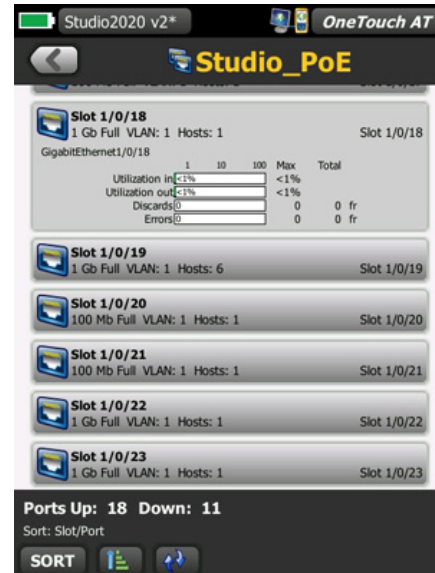 Studio2020 v2* OneTouch AT
Studio_PoE
Slot 1/0/18
1 Gb Full VLAN: 1 Hosts: 1 Slot 1/0/18
GigabitEthernet1/0/18
1 10 100 Max Total
Utilization in <1% <1%
Utilization out <1% <1%
Discards 0 0 0 fr
Errors 0 0 0 fr
Slot 1/0/19
1 Gb Full VLAN: 1 Hosts: 6 Slot 1/0/19
Slot 1/0/20
100 Mb Full VLAN: 1 Hosts: 1 Slot 1/0/20
Slot 1/0/21
100 Mb Full VLAN: 1 Hosts: 1 Slot 1/0/21
Slot 1/0/22
1 Gb Full VLAN: 1 Hosts: 1 Slot 1/0/22
Slot 1/0/23
1 Gb Full VLAN: 1 Hosts: 1 Slot 1/0/23
Ports Up: 18 Down: 11
Sort: Slot/Port
SORT